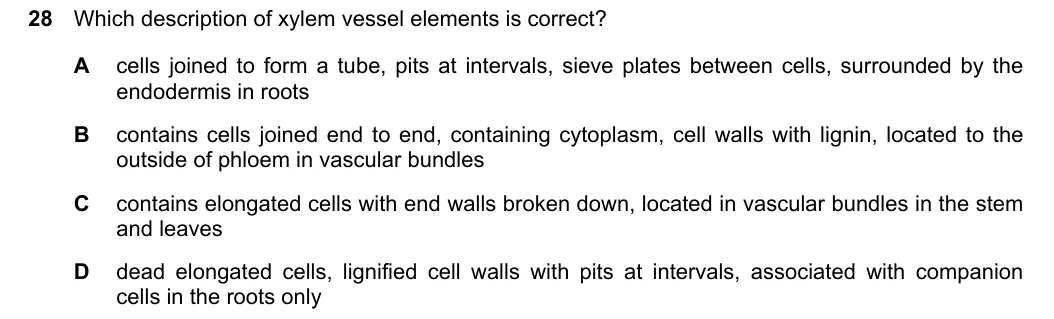 28 Which description of xylem vessel elements is correct?
A cells joined to form a tube, pits at intervals, sieve plates between cells, surrounded by the
endodermis in roots
B contains cells joined end to end, containing cytoplasm, cell walls with lignin, located to the
outside of phloem in vascular bundles
C contains elongated cells with end walls broken down, located in vascular bundles in the stem
and leaves
D dead elongated cells, lignified cell walls with pits at intervals, associated with companion
cells in the roots only